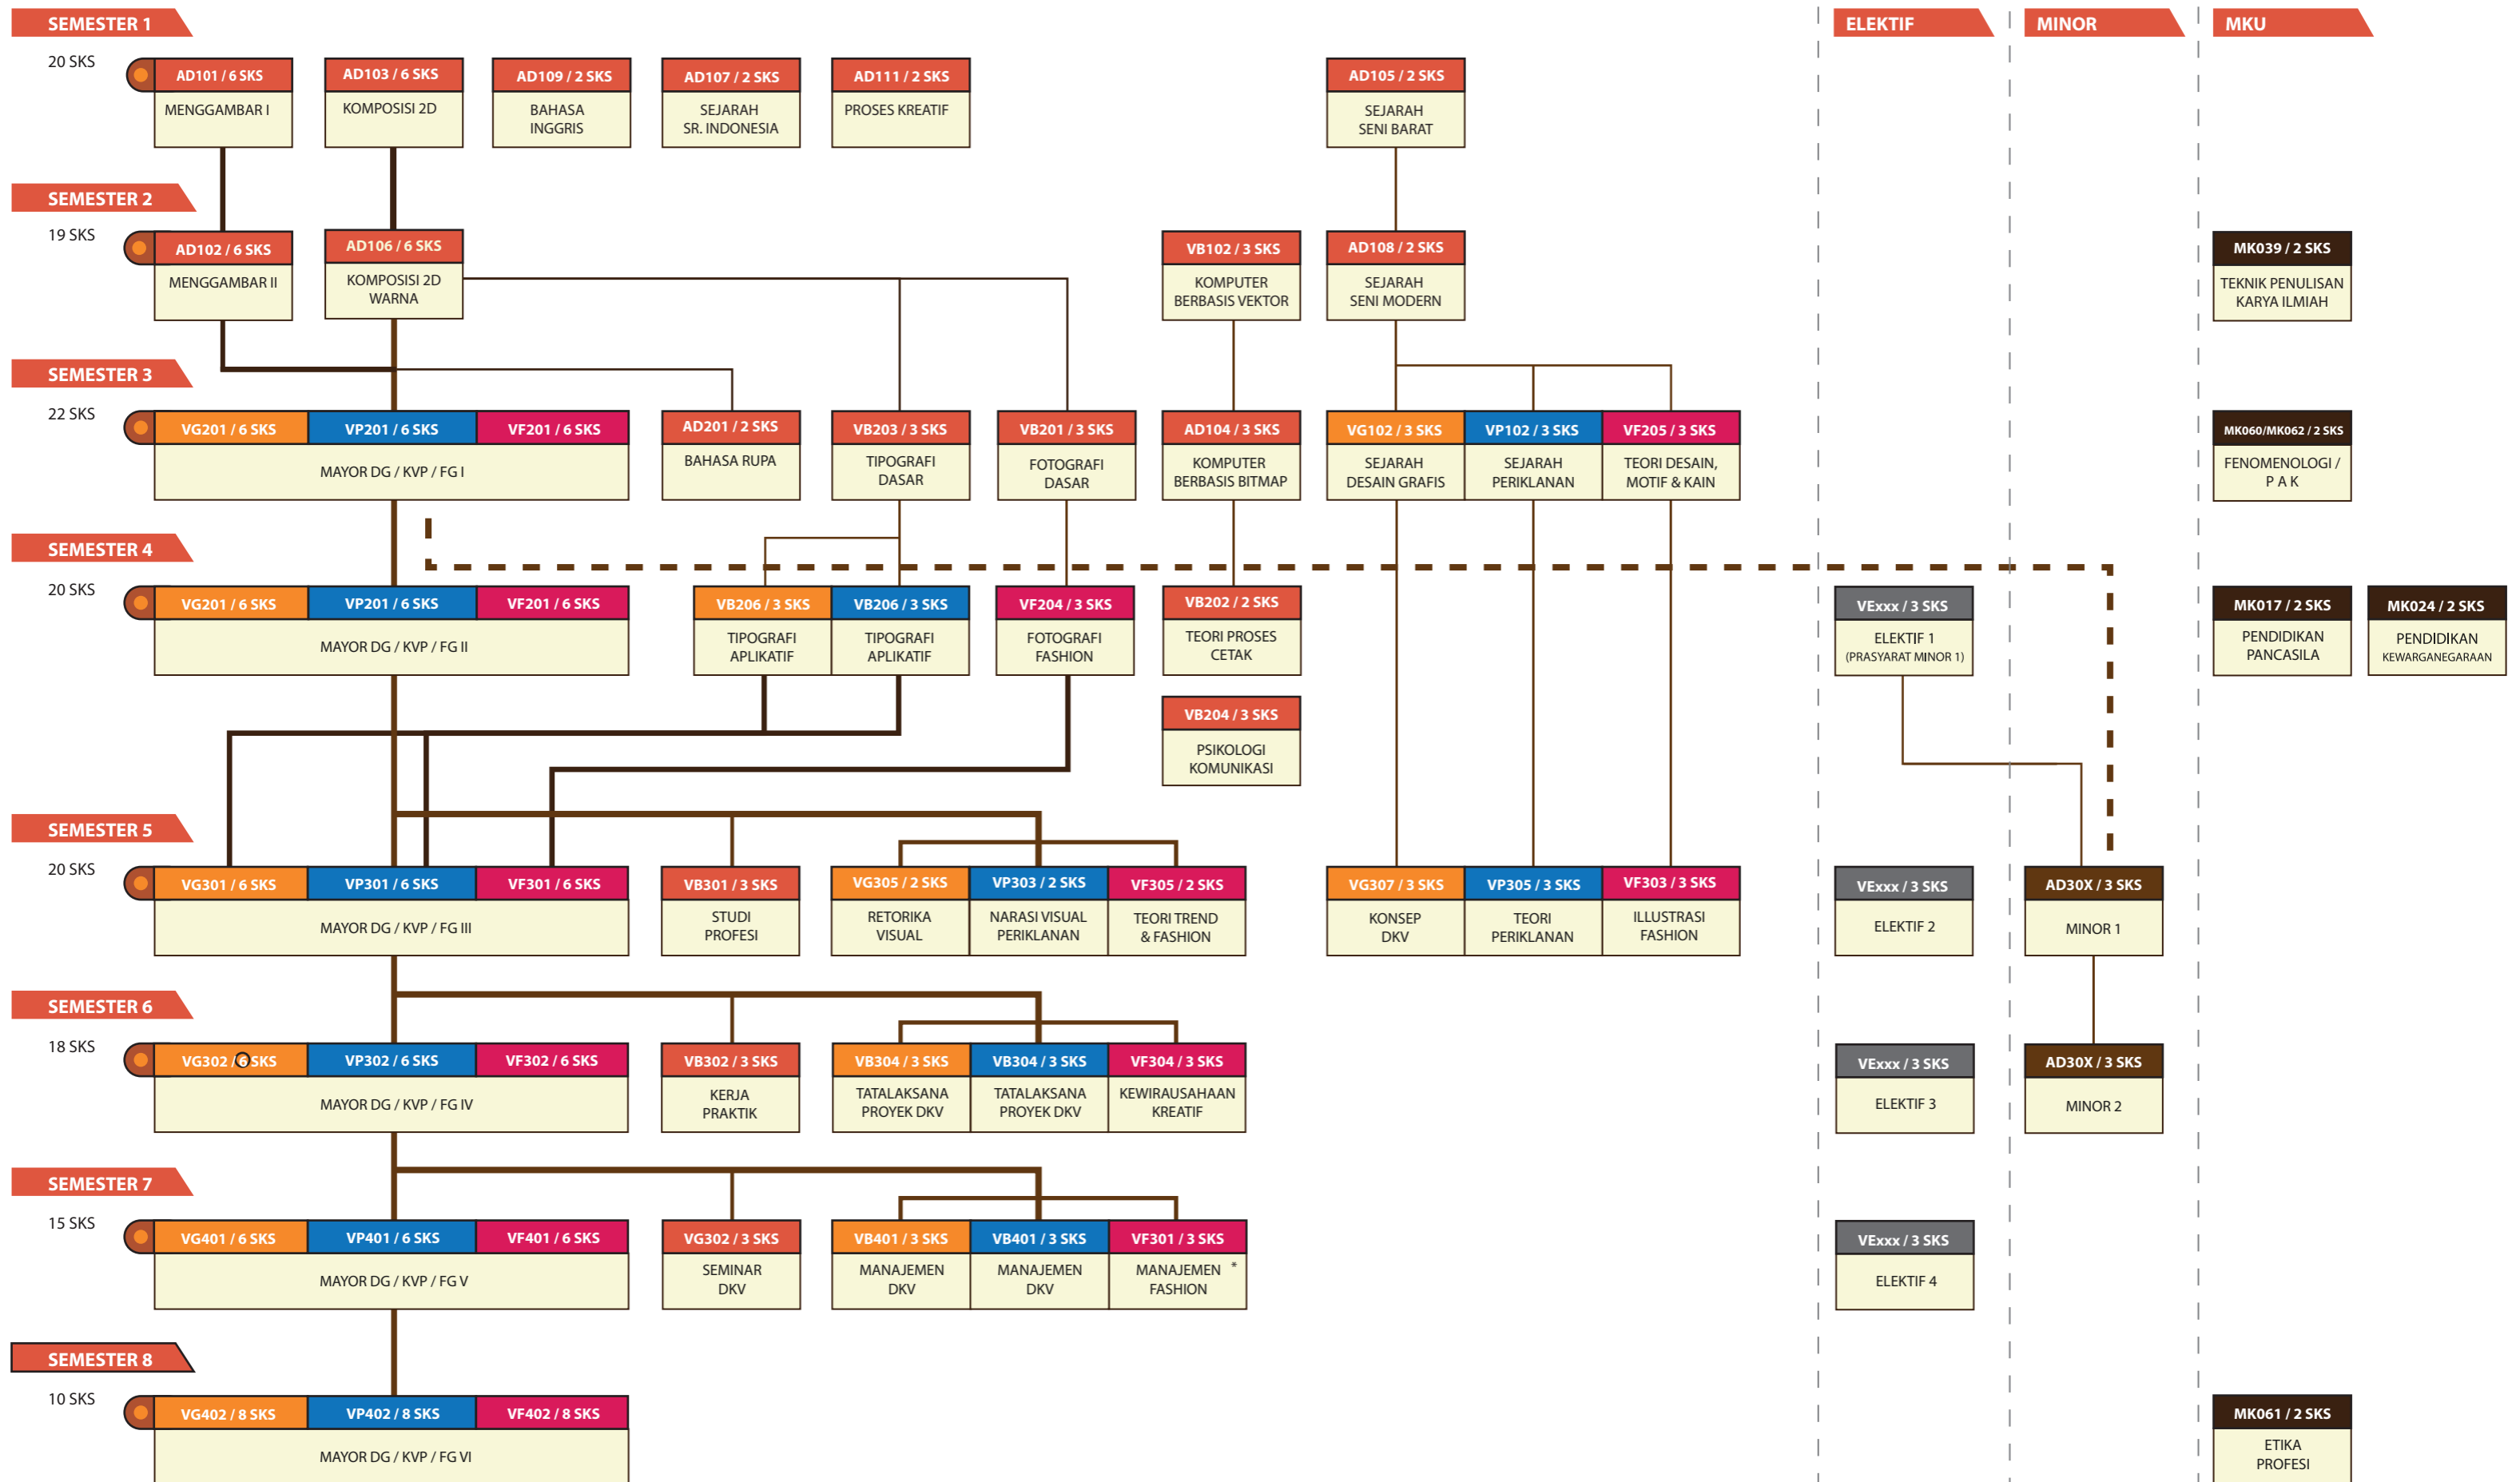 SEMESTER 1
ELEKTIF
MINOR
MKU
20 SKS
AD101 / 6 SKS
MENGGAMBAR I
AD103 / 6 SKS
KOMPOSISI 2D
AD109 / 2 SKS
BAHASA
INGGRIS
AD107 / 2 SKS
SEJARAH
SR. INDONESIA
AD111 / 2 SKS
PROSES KREATIF
AD105 / 2 SKS
SEJARAH
SENI BARAT
SEMESTER 2
19 SKS
AD102 / 6 SKS
MENGGAMBAR II
AD106 / 6 SKS
KOMPOSISI 2D
WARNA
VB102 / 3 SKS
KOMPUTER
BERBASIS VEKTOR
AD108 / 2 SKS
SEJARAH
SENI MODERN
MK039 / 2 SKS
TEKNIK PENULISAN
KARYA ILMIAH
SEMESTER 3
22 SKS
VG201 / 6 SKS
VP201 / 6 SKS
VF201 / 6 SKS
MAYOR DG / KVP / FG I
AD201 / 2 SKS
BAHASA RUPA
VB203 / 3 SKS
TIPOGRAFI
DASAR
VB201 / 3 SKS
FOTOGRAFI
DASAR
AD104 / 3 SKS
KOMPUTER
BERBASIS BITMAP
VG102 / 3 SKS
SEJARAH
DESAIN GRAFIS
VP102 / 3 SKS
SEJARAH
PERIKLANAN
VF205 / 3 SKS
TEORI DESAIN,
MOTIF & KAIN
MK060/MK062 / 2 SKS
FENOMENOLOGI /
P A K
SEMESTER 4
20 SKS
VG201 / 6 SKS
VP201 / 6 SKS
VF201 / 6 SKS
MAYOR DG / KVP / FG II
VB206 / 3 SKS
TIPOGRAFI
APLIKATIF
VB206 / 3 SKS
TIPOGRAFI
APLIKATIF
VF204 / 3 SKS
FOTOGRAFI
FASHION
VB202 / 2 SKS
TEORI PROSES
CETAK
VExxx / 3 SKS
ELEKTIF 1
(PRASYARAT MINOR 1)
MK017 / 2 SKS
PENDIDIKAN
PANCASILA
MK024 / 2 SKS
PENDIDIKAN
KEWARGANEGARAAN
VB204 / 3 SKS
PSIKOLOGI
KOMUNIKASI
SEMESTER 5
20 SKS
VG301 / 6 SKS
VP301 / 6 SKS
VF301 / 6 SKS
MAYOR DG / KVP / FG III
VB301 / 3 SKS
STUDI
PROFESI
VG305 / 2 SKS
RETORIKA
VISUAL
VP303 / 2 SKS
NARASI VISUAL
PERIKLANAN
VF305 / 2 SKS
TEORI TREND
& FASHION
VG307 / 3 SKS
KONSEP
DKV
VP305 / 3 SKS
TEORI
PERIKLANAN
VF303 / 3 SKS
ILLUSTRASI
FASHION
VExxx / 3 SKS
ELEKTIF 2
AD30X / 3 SKS
MINOR 1
SEMESTER 6
18 SKS
VG302 / 6 SKS
VP302 / 6 SKS
VF302 / 6 SKS
MAYOR DG / KVP / FG IV
VB302 / 3 SKS
KERJA
PRAKTIK
VB304 / 3 SKS
TATALAKSANA
PROYEK DKV
VB304 / 3 SKS
TATALAKSANA
PROYEK DKV
VF304 / 3 SKS
KEWIRAUSAHAAN
KREATIF
VExxx / 3 SKS
ELEKTIF 3
AD30X / 3 SKS
MINOR 2
SEMESTER 7
15 SKS
VG401 / 6 SKS
VP401 / 6 SKS
VF401 / 6 SKS
MAYOR DG / KVP / FG V
VG302 / 3 SKS
SEMINAR
DKV
VB401 / 3 SKS
MANAJEMEN
DKV
VB401 / 3 SKS
MANAJEMEN
DKV
VF301 / 3 SKS
MANAJEMEN *
FASHION
VExxx / 3 SKS
ELEKTIF 4
SEMESTER 8
10 SKS
VG402 / 8 SKS
VP402 / 8 SKS
VF402 / 8 SKS
MAYOR DG / KVP / FG VI
MK061 / 2 SKS
ETIKA
PROFESI